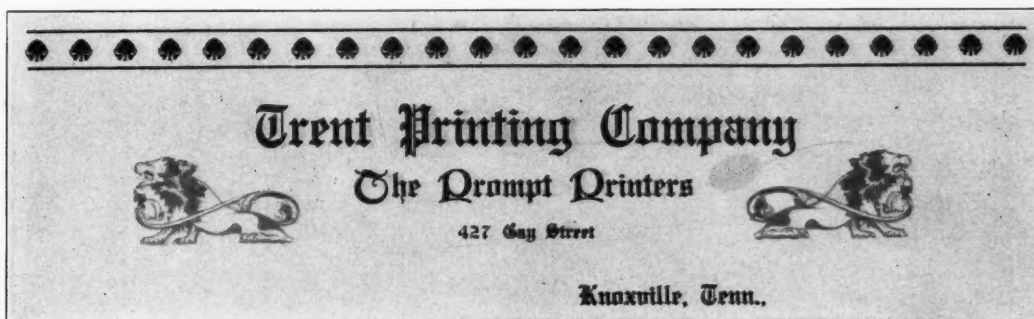 Trent Printing Company
The Prompt Printers
427 Gay Street
Knoxville, Tenn.,